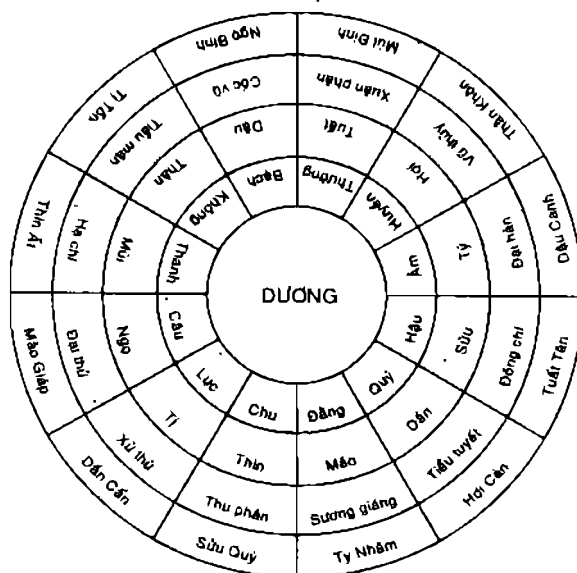 Ngọ Bính
Mùi Đinh
Thân Khôn
Dậu Canh
Tuất Tân
Hợi Càn
Tý Nhâm
Sửu Quý
Dần Cấn
Mão Giáp
Thìn Ất
Tị Tốn
Cốc vũ
Xuân phân
Vũ thủy
Đại hàn
Đông chí
Tiểu tuyết
Sương giáng
Thu phân
Xử thử
Đại thử
Hạ chí
Tiểu mãn
Dậu
Tuất
Hợi
Tý
Sửu
Dần
Mão
Thìn
Tị
Ngọ
Mùi
Thân
Bạch
Thường
Huyền
Âm
Hậu
Quý
Đằng
Chu
Lục
Câu
Thanh
Không
DƯƠNG